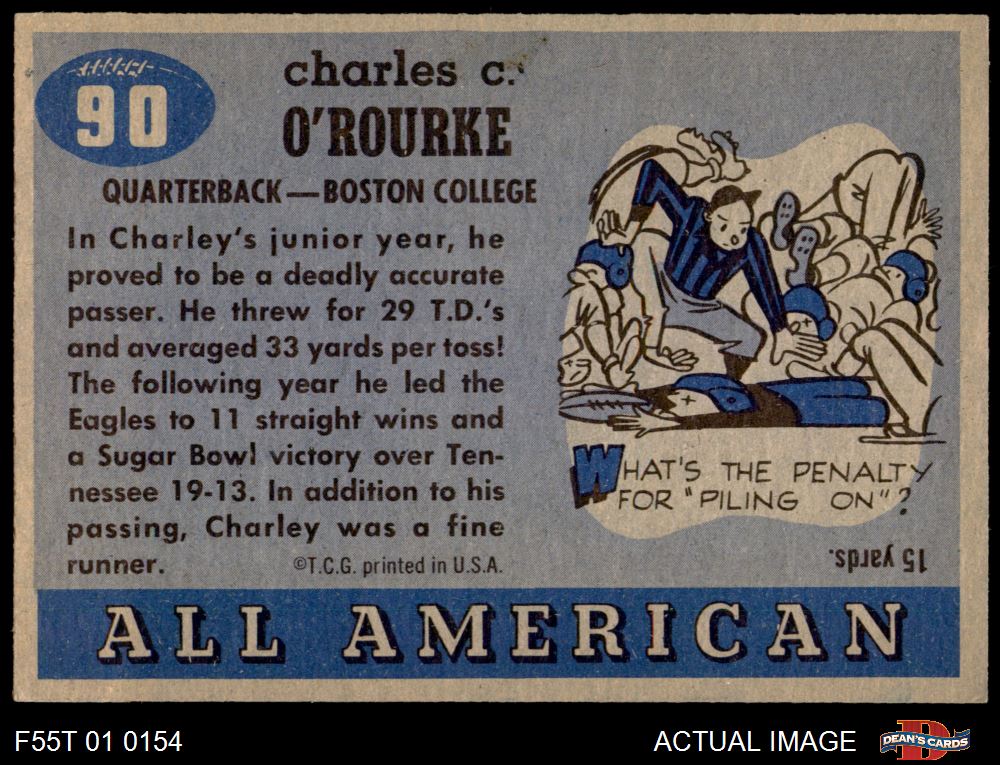 90
charles c.
O'ROURKE
QUARTERBACK—BOSTON COLLEGE
In Charley's junior year, he
proved to be a deadly accurate
passer. He threw for 29 T.D.'s
and averaged 33 yards per toss!
The following year he led the
Eagles to 11 straight wins and
a Sugar Bowl victory over Ten-
nessee 19-13. In addition to his
passing, Charley was a fine
runner.
©T.C.G. printed in U.S.A.
WHAT'S THE PENALTY
FOR "PILING ON"?
15 yards.
ALL AMERICAN
F55T 01 0154
ACTUAL IMAGE
DEAN'S CARDS